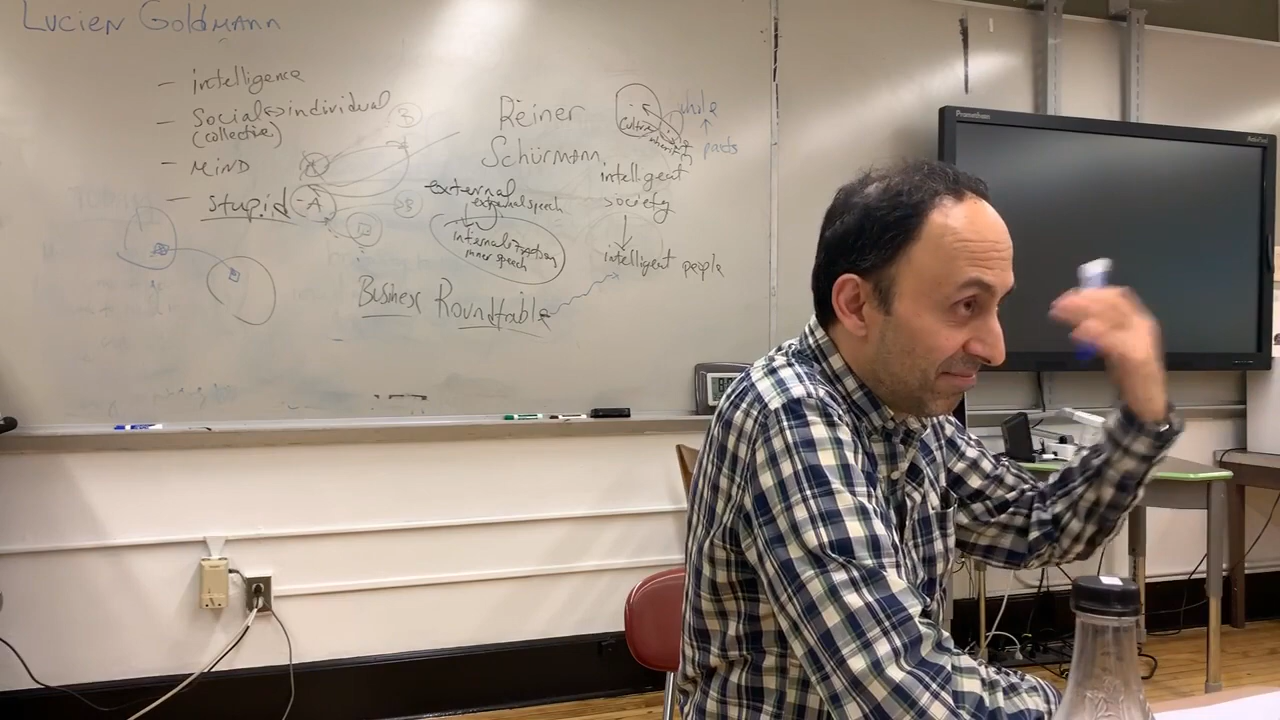 Lucien Goldmann
- intelligence
- Social ↔ individual
(collective)
- MIND
- stupid
-A
B
Reiner
Schürmann
external
external speech
inner speech
Business Roundtable
Culture
whole
↑
parts
intelligent
society
↓
intelligent people
Promethean